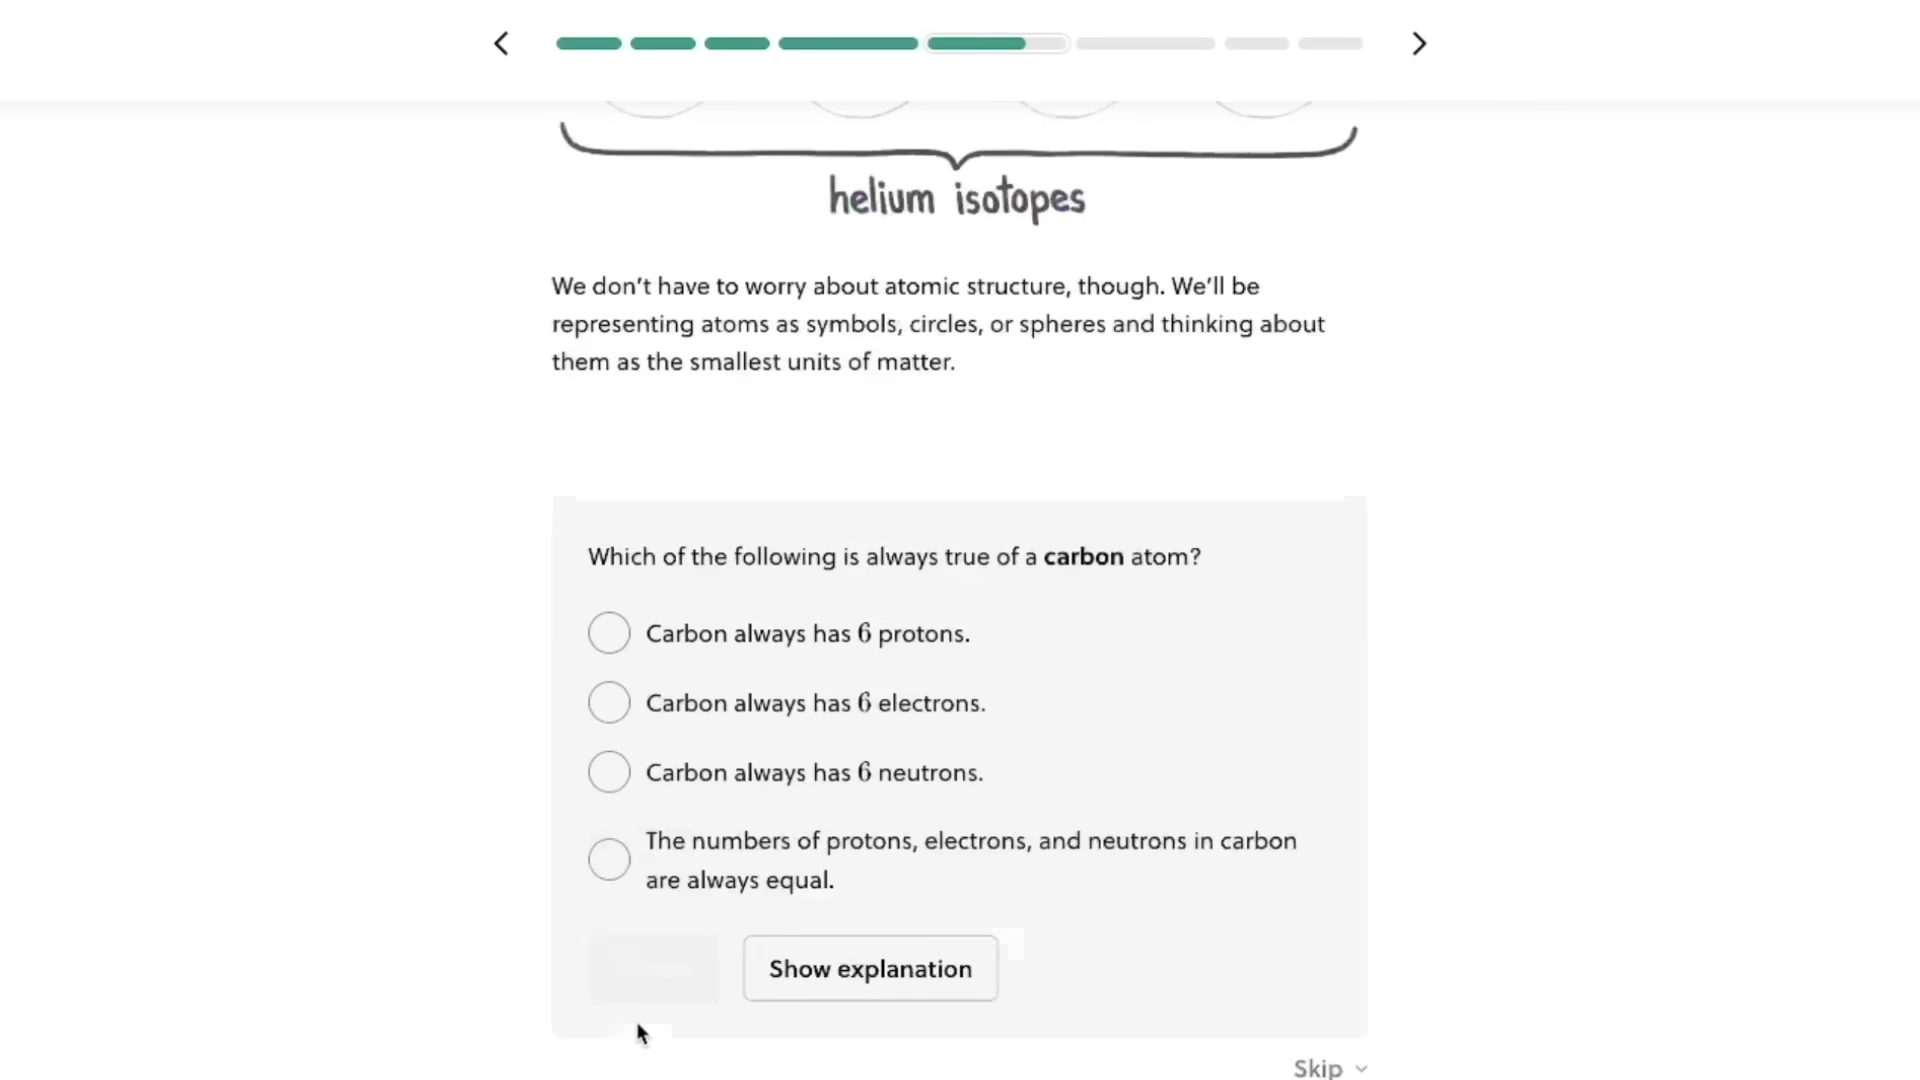 helium isotopes
We don’t have to worry about atomic structure, though. We’ll be
representing atoms as symbols, circles, or spheres and thinking about
them as the smallest units of matter.
Which of the following is always true of a carbon atom?
Carbon always has 6 protons.
Carbon always has 6 electrons.
Carbon always has 6 neutrons.
The numbers of protons, electrons, and neutrons in carbon
are always equal.
Show explanation
Skip